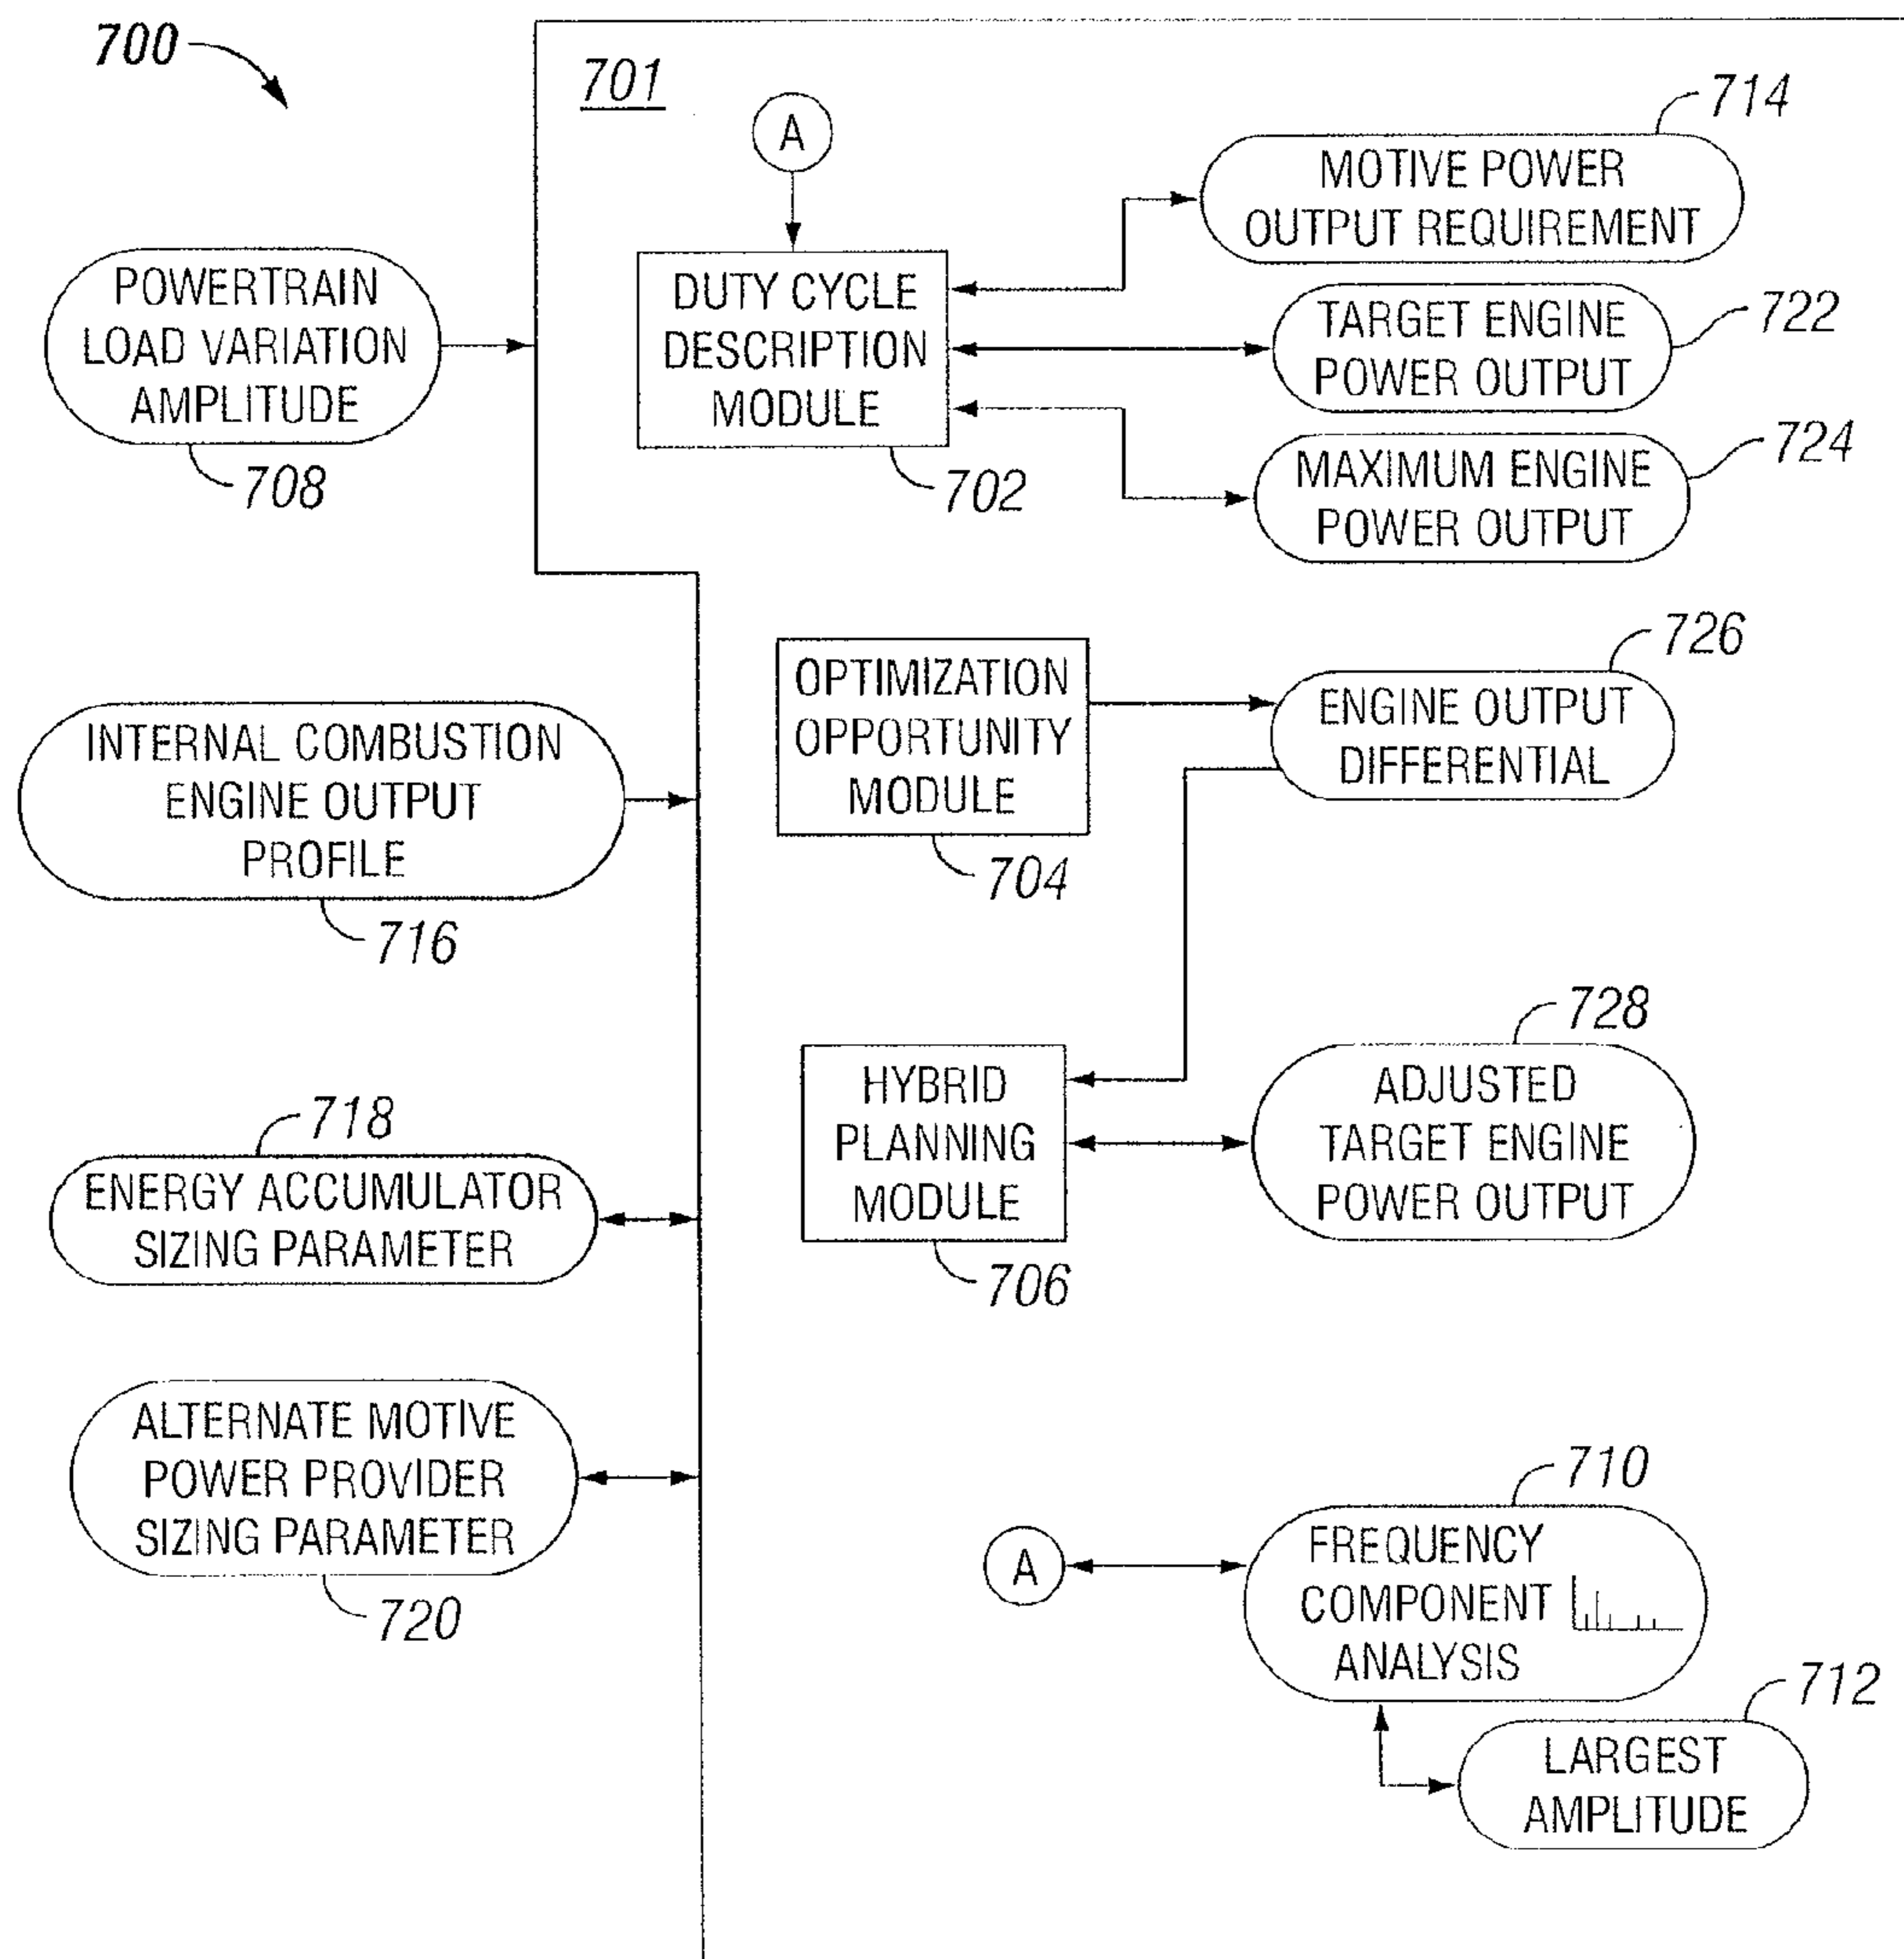 700
701
A
714
MOTIVE POWER
OUTPUT REQUIREMENT
POWERTRAIN
LOAD VARIATION
AMPLITUDE
708
DUTY CYCLE
DESCRIPTION
MODULE
702
TARGET ENGINE
POWER OUTPUT
722
MAXIMUM ENGINE
POWER OUTPUT
724
OPTIMIZATION
OPPORTUNITY
MODULE
704
726
ENGINE OUTPUT
DIFFERENTIAL
INTERNAL COMBUSTION
ENGINE OUTPUT
PROFILE
716
718
ENERGY ACCUMULATOR
SIZING PARAMETER
HYBRID
PLANNING
MODULE
706
728
ADJUSTED
TARGET ENGINE
POWER OUTPUT
ALTERNATE MOTIVE
POWER PROVIDER
SIZING PARAMETER
720
A
710
FREQUENCY
COMPONENT
ANALYSIS
712
LARGEST
AMPLITUDE